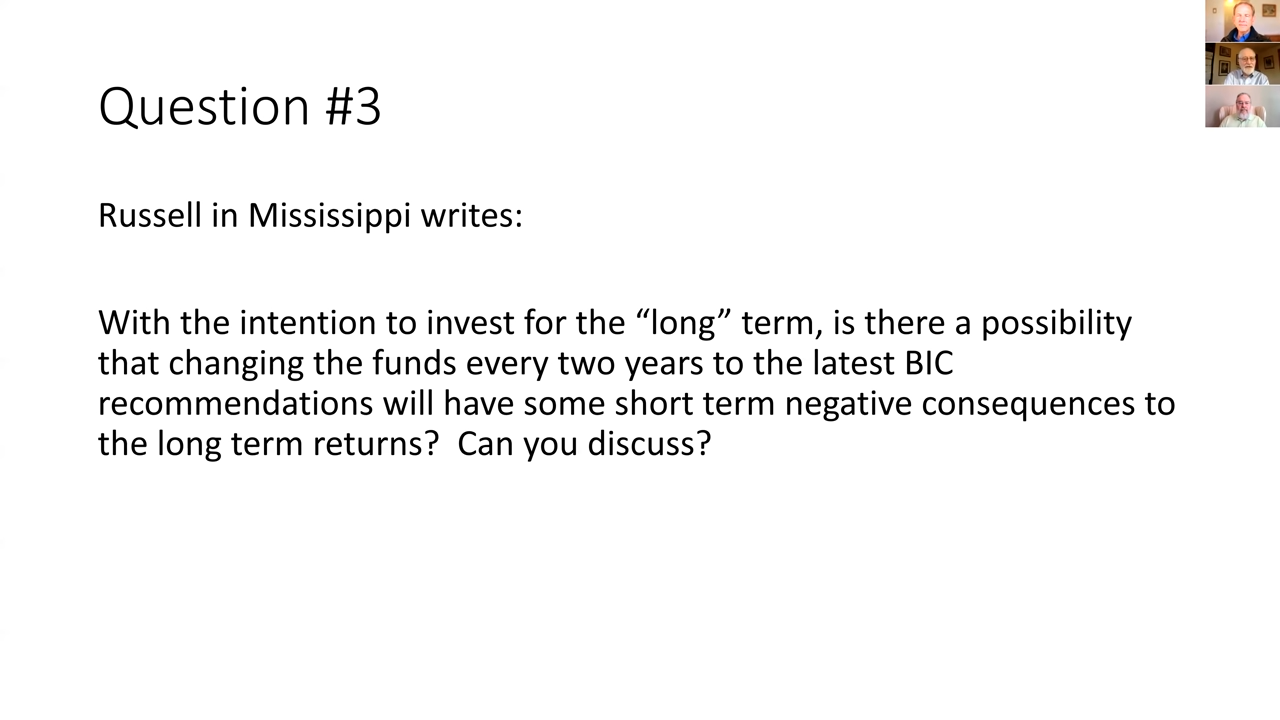 Question #3
Russell in Mississippi writes:
With the intention to invest for the “long” term, is there a possibility
that changing the funds every two years to the latest BIC
recommendations will have some short term negative consequences to
the long term returns?  Can you discuss?